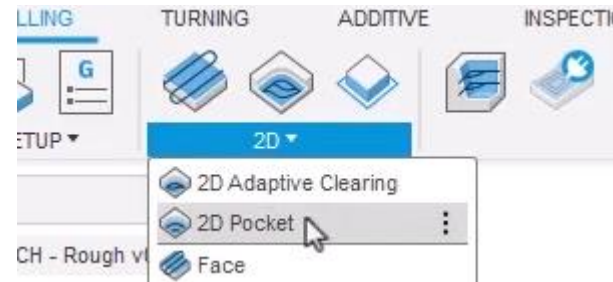 LLING TURNING ADDITIVE INSPECTI
G
ETUP ▾ 2D ▾
2D Adaptive Clearing
2D Pocket
CH - Rough v
Face